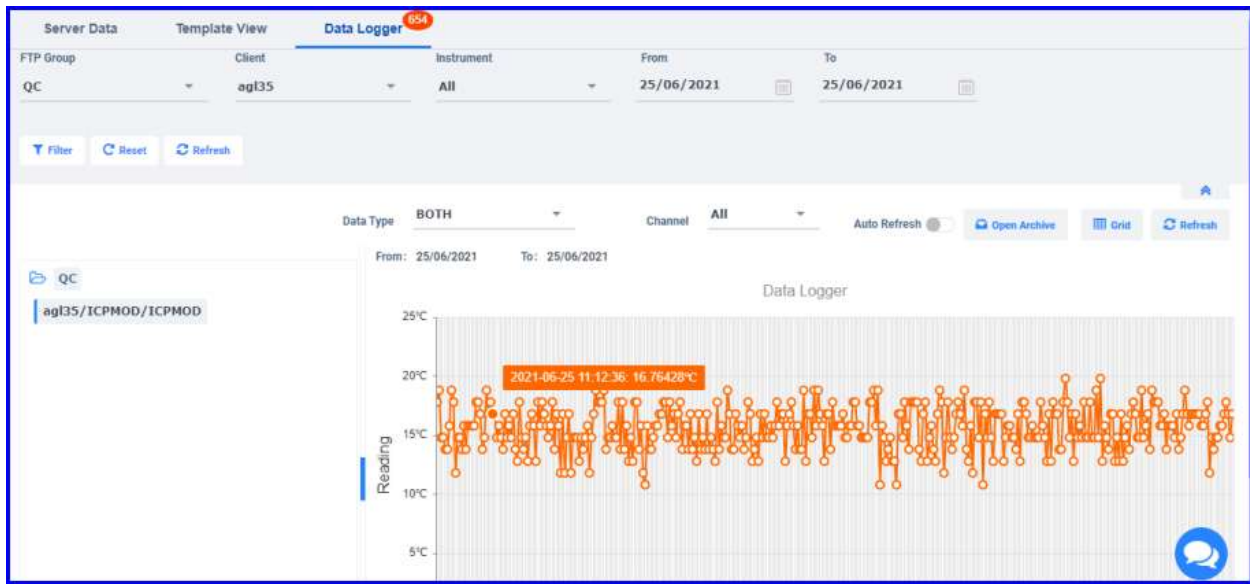 Server Data Template View Data Logger 654
FTP Group Client Instrument From To
QC agl35 All 25/06/2021 25/06/2021
Filter Reset Refresh
Data Type BOTH Channel All Auto Refresh Open Archive Grid Refresh
From: 25/06/2021 To: 25/06/2021
QC
agl35/ICPMOD/ICPMOD
Data Logger
25°C
20°C
2021-06-25 11:12:36: 16.76428°C
15°C
Reading
10°C
5°C